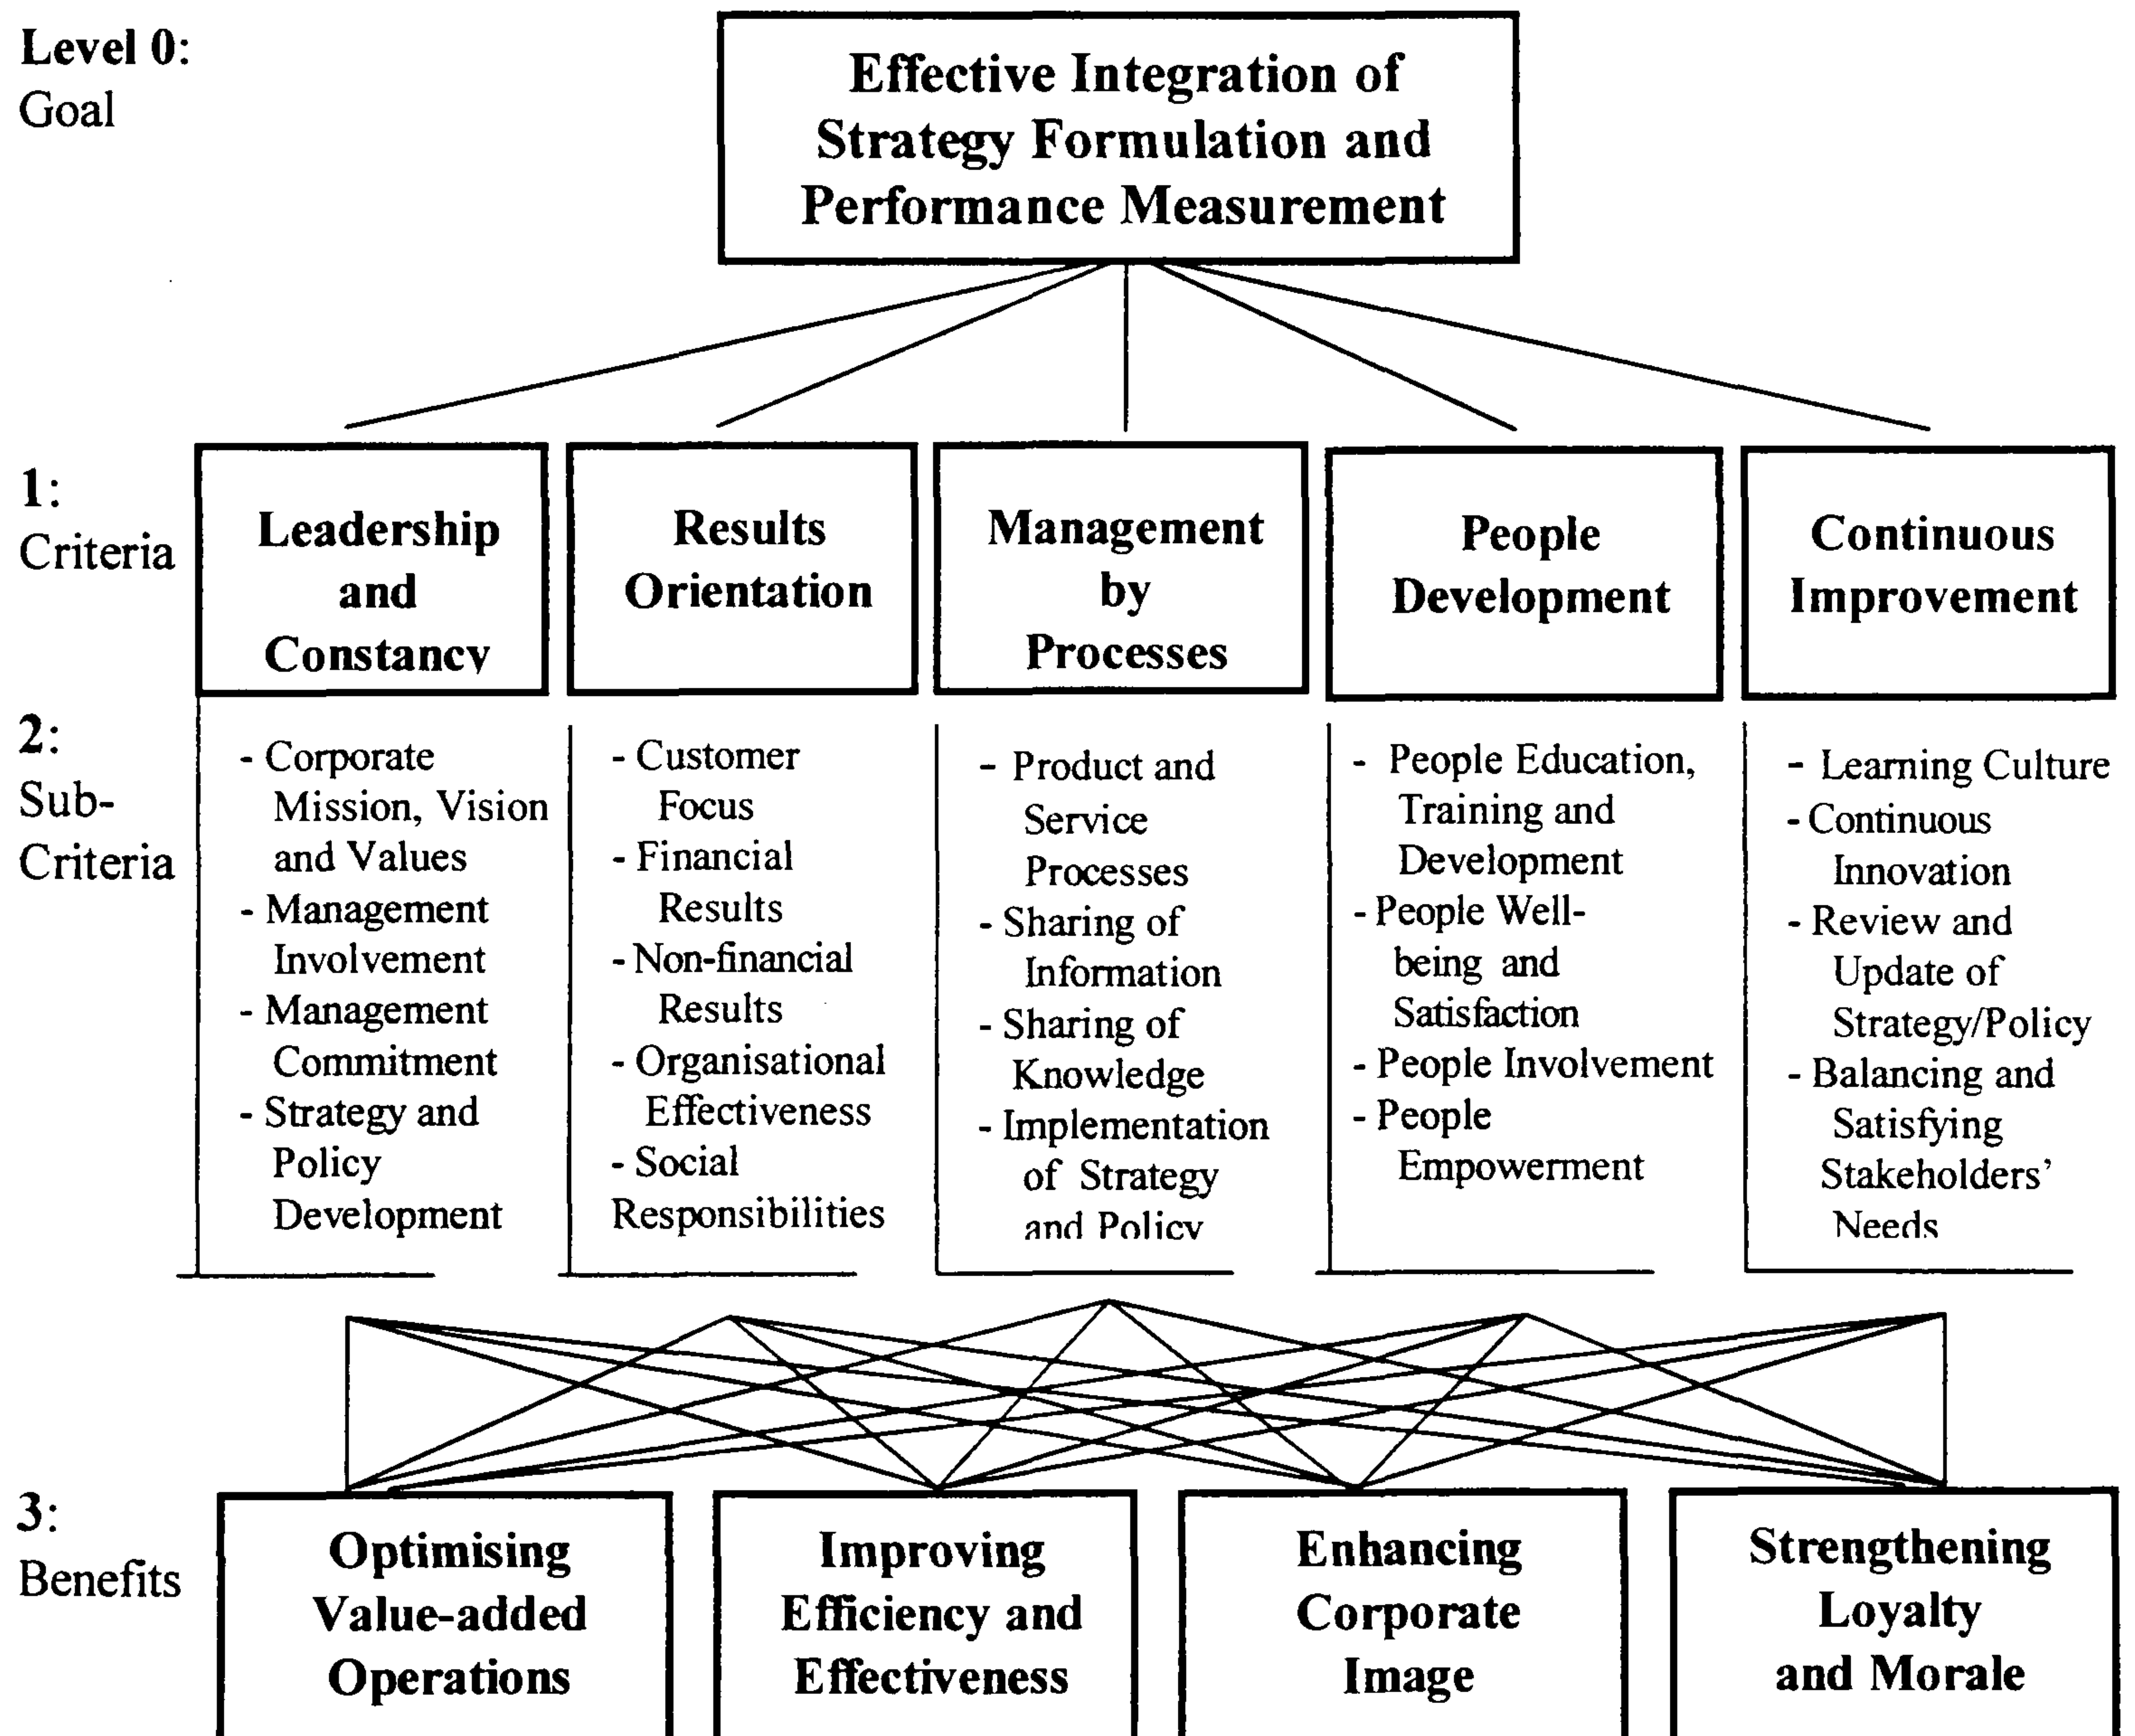 Level 0:
Goal
Effective Integration of
Strategy Formulation and
Performance Measurement
1:
Criteria
Leadership
and
Constancy
Results
Orientation
Management
by
Processes
People
Development
Continuous
Improvement
2:
Sub-
Criteria
- Corporate
Mission, Vision
and Values
- Management
Involvement
- Management
Commitment
- Strategy and
Policy
Development
- Customer
Focus
- Financial
Results
- Non-financial
Results
- Organisational
Effectiveness
- Social
Responsibilities
- Product and
Service
Processes
- Sharing of
Information
- Sharing of
Knowledge
- Implementation
of Strategy
and Policy
- People Education,
Training and
Development
- People Well-
being and
Satisfaction
- People Involvement
- People
Empowerment
- Learning Culture
- Continuous
Innovation
- Review and
Update of
Strategy/Policy
- Balancing and
Satisfying
Stakeholders’
Needs
3:
Benefits
Optimising
Value-added
Operations
Improving
Efficiency and
Effectiveness
Enhancing
Corporate
Image
Strengthening
Loyalty
and Morale